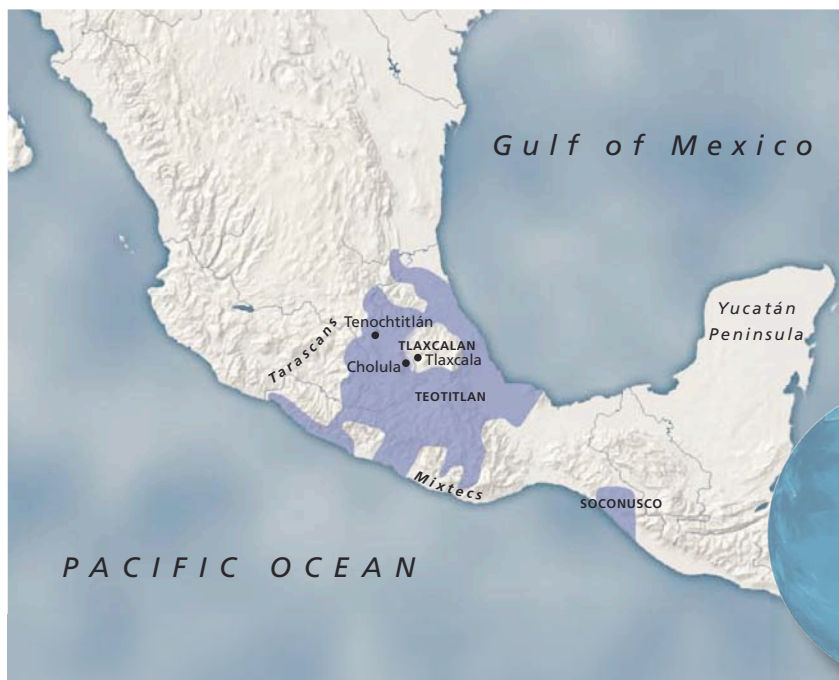 Gulf of Mexico
Yucatán
Peninsula
Tenochtitlán
TLAXCALAN
Tlaxcala
Cholula
Tarascans
TEOTITLAN
Mixtecs
SOCONUSCO
PACIFIC OCEAN